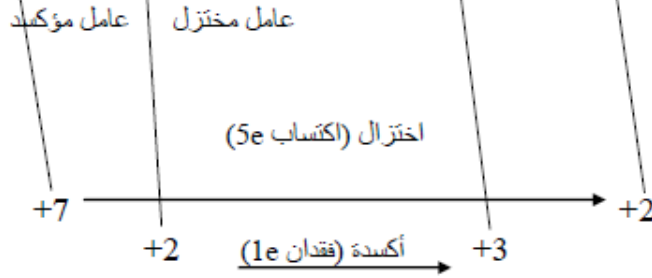 عامل مؤكسد عامل مختزل
اختزال (اكتساب 5e)
+7 +2
+2 أكسدة (فقدان 1e) +3